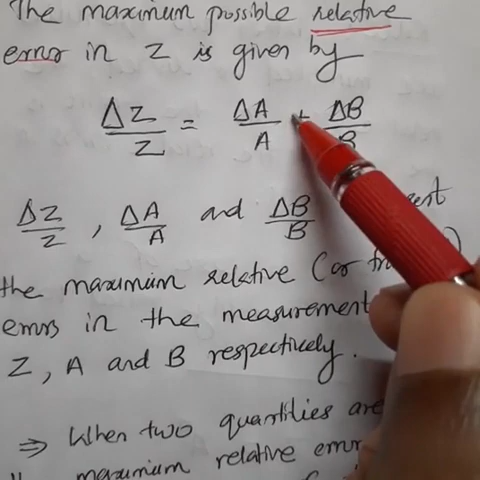 The maximum possible relative
error in Z is given by
ΔZ/Z = ΔA/A + ΔB/B
ΔZ/Z , ΔA/A and ΔB/B
the maximum relative (or
errors in the measurement
Z, A and B respectively.
⇒ When two quantities are
maximum relative error